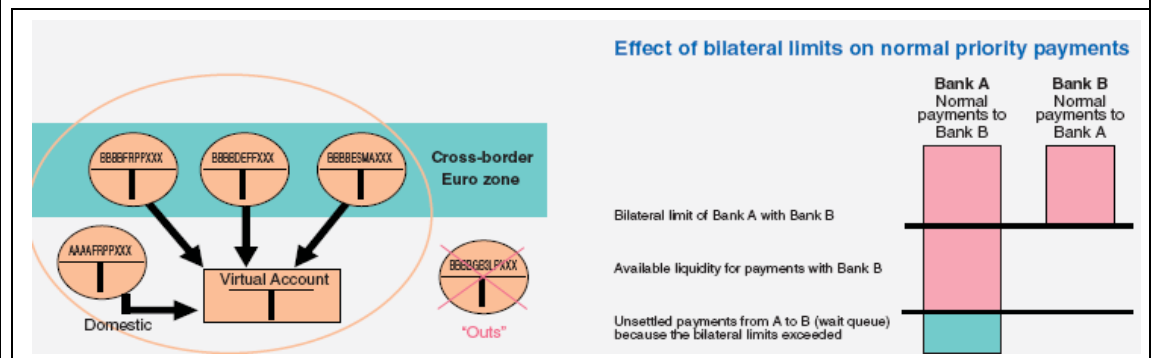 BBBBFRPPXXX
BBBBDEFFXXX
BBBBESMAXXX
Cross-border
Euro zone
AAAAFRPPXXX
Virtual Account
Domestic
BBBBGB3LPXXX
"Outs"
Effect of bilateral limits on normal priority payments
Bank A
Normal
payments to
Bank B
Bank B
Normal
payments to
Bank A
Bilateral limit of Bank A with Bank B
Available liquidity for payments with Bank B
Unsettled payments from A to B (wait queue)
because the bilateral limits exceeded